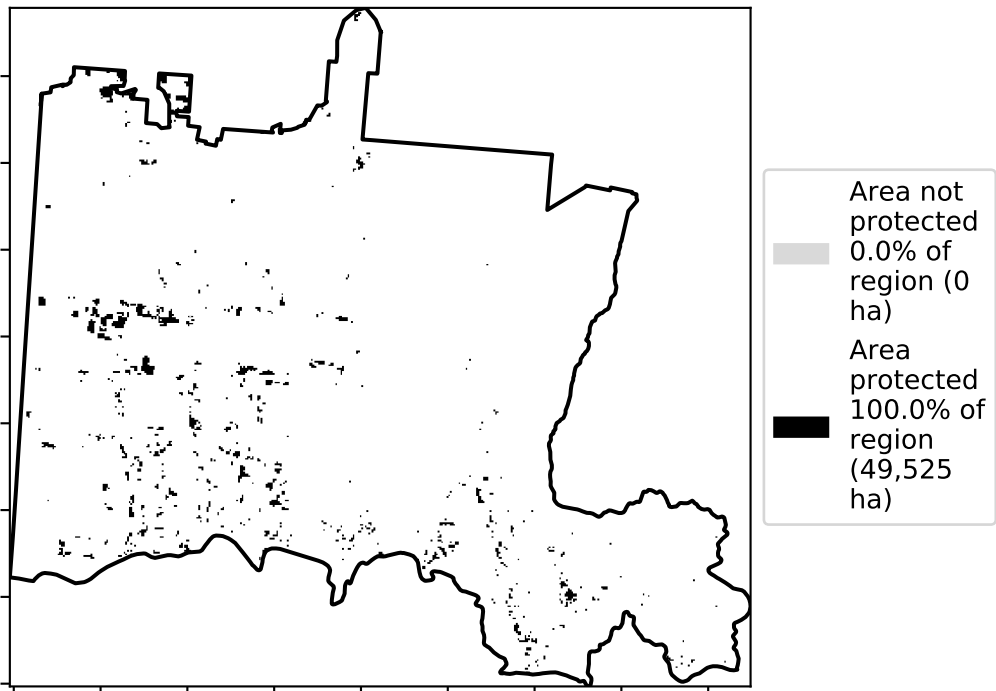 Area not
protected
0.0% of
region (0
ha)
Area
protected
100.0% of
region
(49,525
ha)